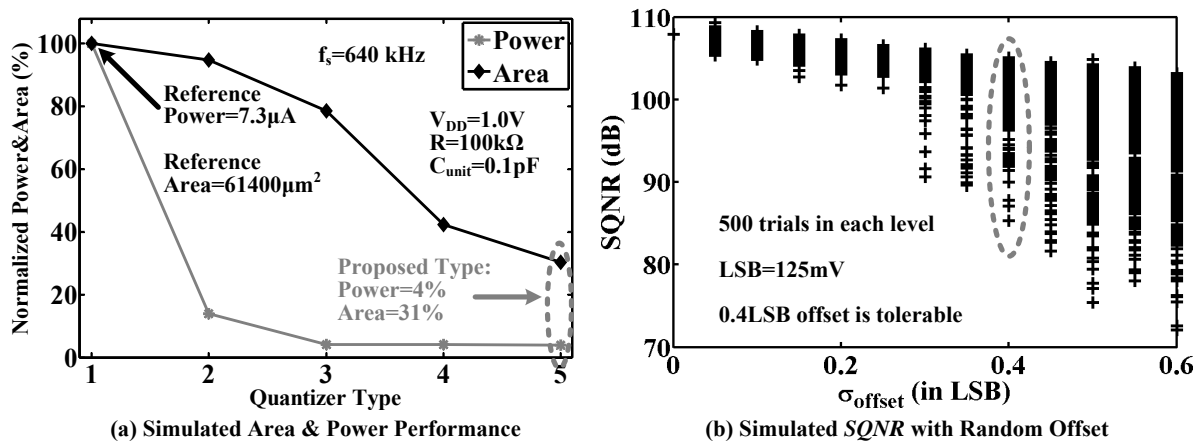 Normalized Power&Area (%)
100
80
60
40
20
0
f_s=640 kHz
Power
Area
Reference
Power=7.3μA
Reference
Area=61400μm²
V_DD=1.0V
R=100kΩ
C_unit=0.1pF
Proposed Type:
Power=4%
Area=31%
1 2 3 4 5
Quantizer Type
(a) Simulated Area & Power Performance
SQNR (dB)
110
100
90
80
70
500 trials in each level
LSB=125mV
0.4LSB offset is tolerable
0 0.2 0.4 0.6
σ_offset (in LSB)
(b) Simulated SQNR with Random Offset